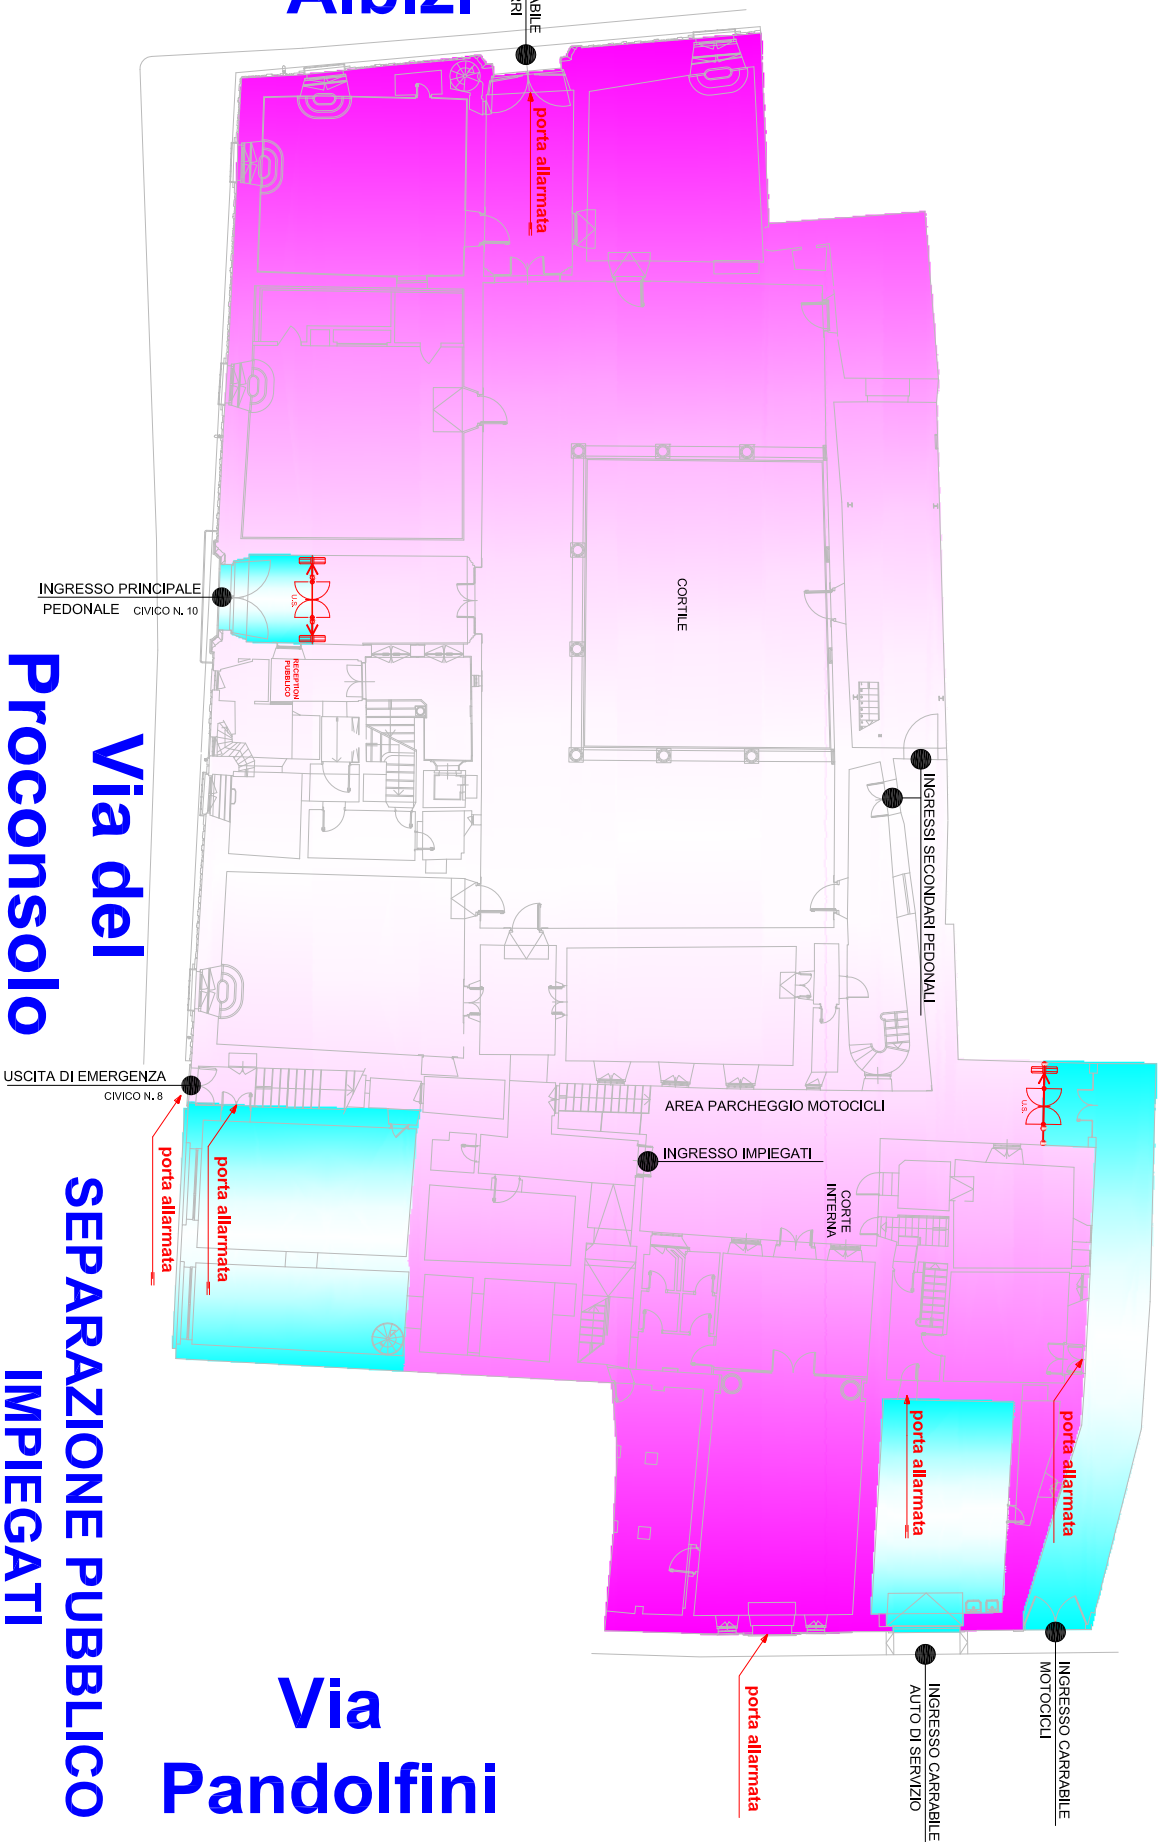 Albizi
porta allarmata
INGRESSO PRINCIPALE
PEDONALE CIVICO N. 10
U.S.
RECEPTION
PUBBLICO
CORTILE
INGRESSI SECONDARI PEDONALI
Via del
Proconsolo
USCITA DI EMERGENZA
CIVICO N. 8
porta allarmata
porta allarmata
AREA PARCHEGGIO MOTOCICLI
INGRESSO IMPIEGATI
CORTE
INTERNA
U.S.
porta allarmata
porta allarmata
porta allarmata
INGRESSO CARRABILE
MOTOCICLI
INGRESSO CARRABILE
AUTO DI SERVIZIO
SEPARAZIONE PUBBLICO
IMPIEGATI
Via
Pandolfini